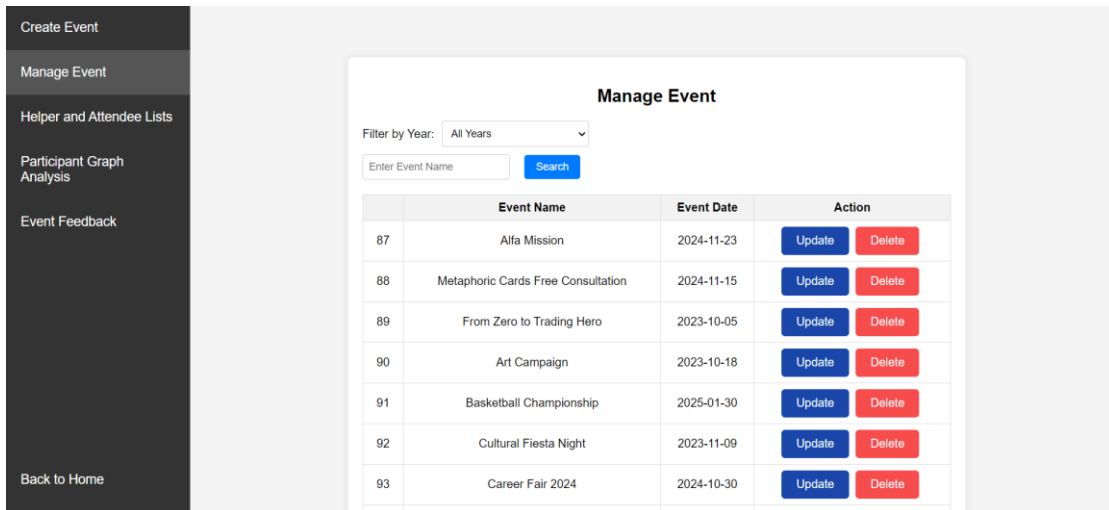 Create Event
Manage Event
Helper and Attendee Lists
Participant Graph
Analysis
Event Feedback
Back to Home
Manage Event
Filter by Year: All Years
Enter Event Name Search
Event Name Event Date Action
87 Alfa Mission 2024-11-23 Update Delete
88 Metaphoric Cards Free Consultation 2024-11-15 Update Delete
89 From Zero to Trading Hero 2023-10-05 Update Delete
90 Art Campaign 2023-10-18 Update Delete
91 Basketball Championship 2025-01-30 Update Delete
92 Cultural Fiesta Night 2023-11-09 Update Delete
93 Career Fair 2024 2024-10-30 Update Delete